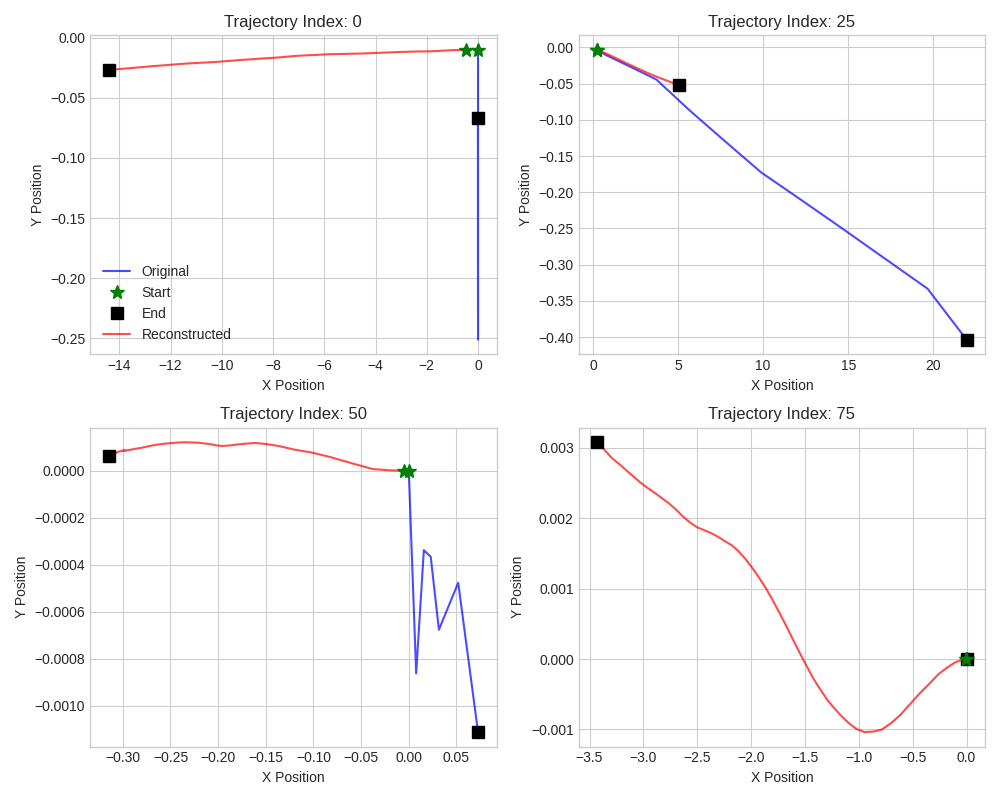 Trajectory Index: 0
0.00
−0.05
−0.10
−0.15
−0.20
−0.25
Y Position
Original
Start
End
Reconstructed
−14 −12 −10 −8 −6 −4 −2 0
X Position
Trajectory Index: 25
0.00
−0.05
−0.10
−0.15
−0.20
−0.25
−0.30
−0.35
−0.40
Y Position
0 5 10 15 20
X Position
Trajectory Index: 50
0.0000
−0.0002
−0.0004
−0.0006
−0.0008
−0.0010
Y Position
−0.30 −0.25 −0.20 −0.15 −0.10 −0.05 0.00 0.05
X Position
Trajectory Index: 75
0.003
0.002
0.001
0.000
−0.001
Y Position
−3.5 −3.0 −2.5 −2.0 −1.5 −1.0 −0.5 0.0
X Position